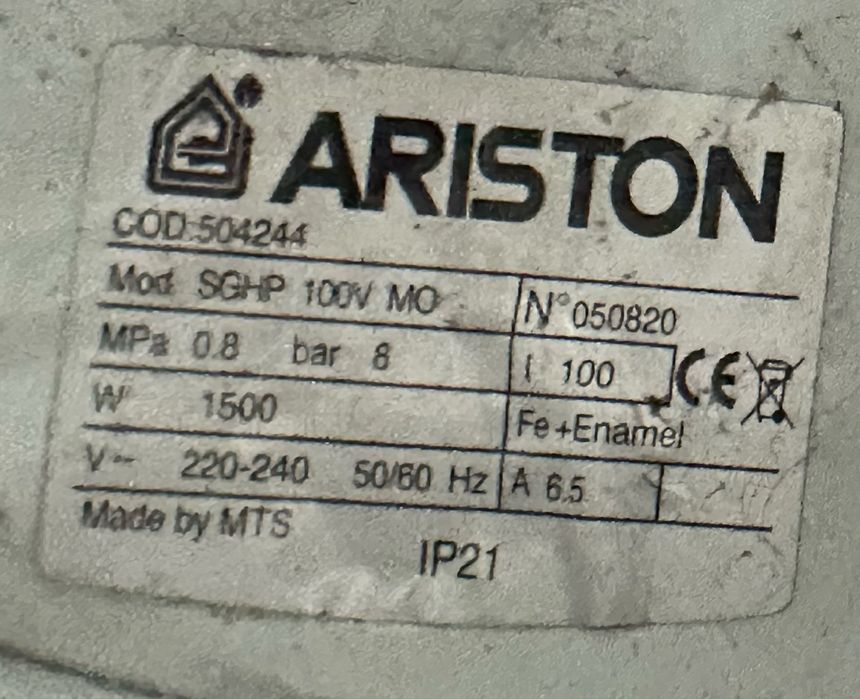 ARISTON
COD:504244
Mod SGHP 100V MO N° 050820
MPa 0.8 bar 8 l 100 CE
W 1500 Fe+Enamel
V~ 220-240 50/60 Hz A 6.5
Made by MTS
IP21